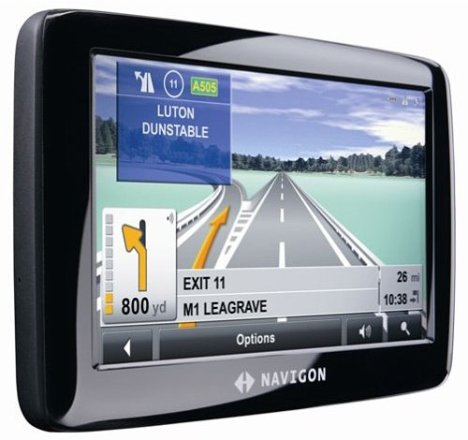 11 A505
LUTON
DUNSTABLE
EXIT 11
26 mi
800 yd
M1 LEAGRAVE
10:38
Options
NAVIGON